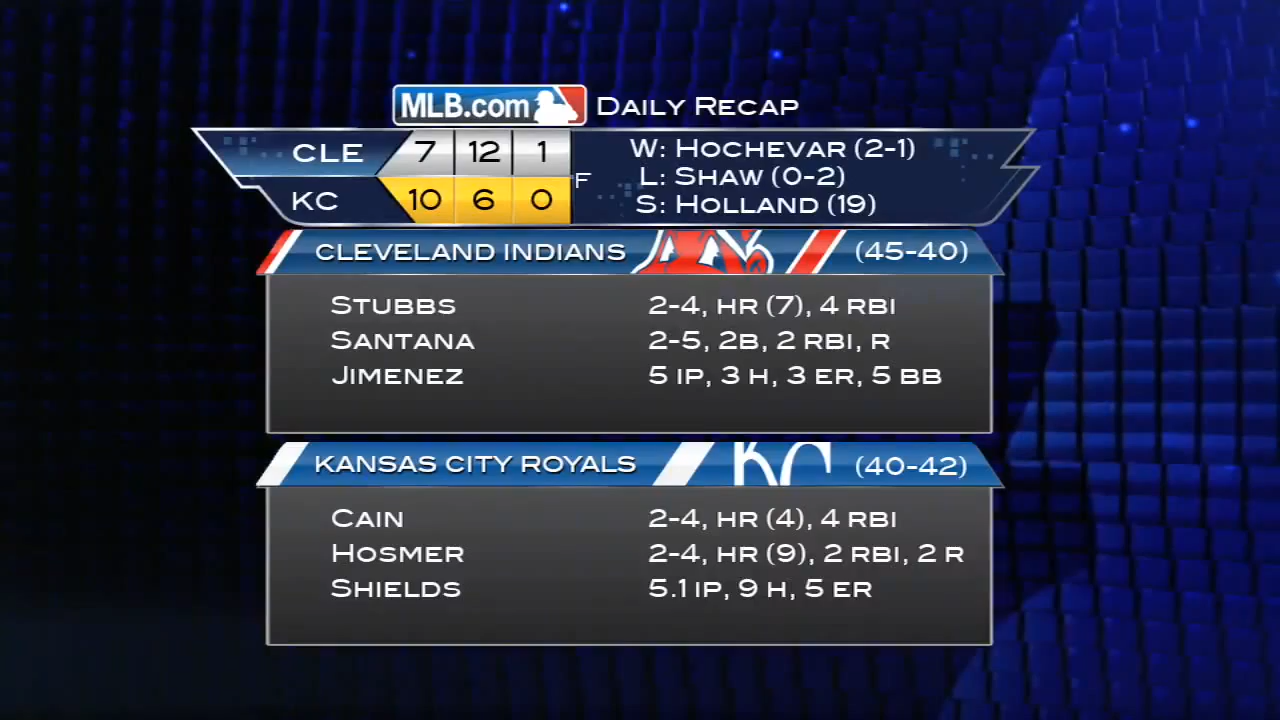 MLB.com DAILY RECAP
CLE 7 12 1
KC 10 6 0
F
W: HOCHEVAR (2-1)
L: SHAW (0-2)
S: HOLLAND (19)
CLEVELAND INDIANS (45-40)
STUBBS 2-4, HR (7), 4 RBI
SANTANA 2-5, 2B, 2 RBI, R
JIMENEZ 5 IP, 3 H, 3 ER, 5 BB
KANSAS CITY ROYALS KC (40-42)
CAIN 2-4, HR (4), 4 RBI
HOSMER 2-4, HR (9), 2 RBI, 2 R
SHIELDS 5.1 IP, 9 H, 5 ER